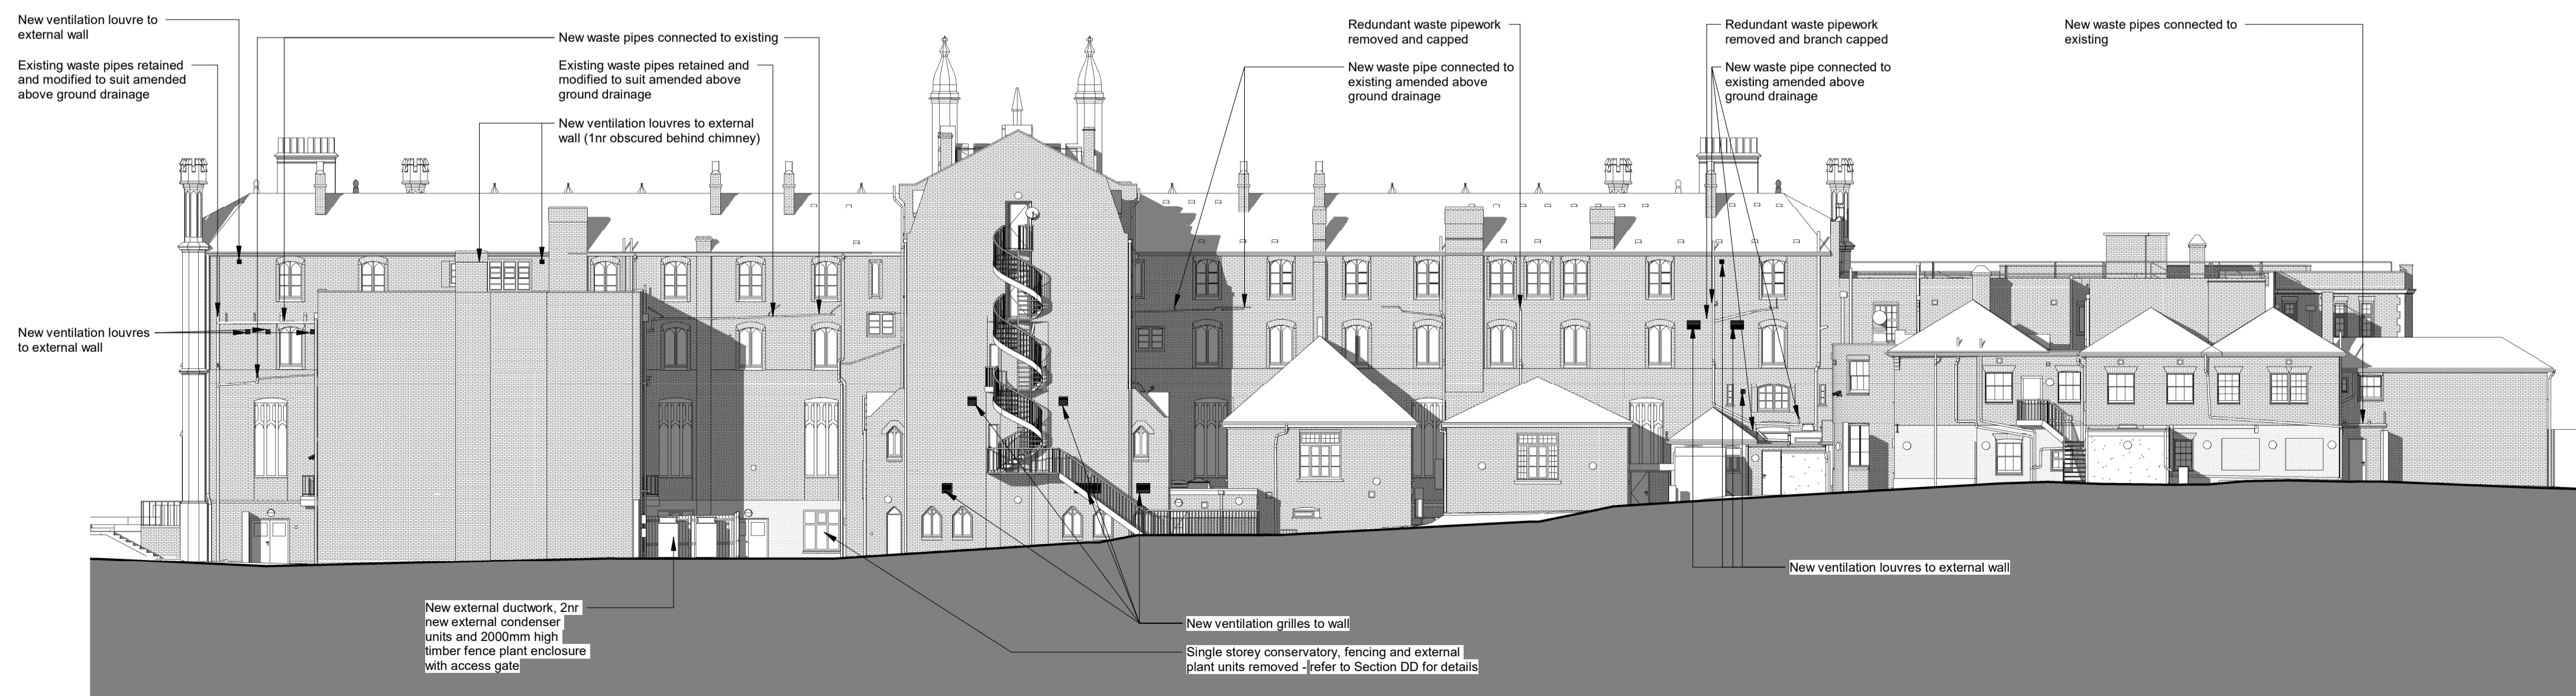 New ventilation louvre to
external wall
Existing waste pipes retained
and modified to suit amended
above ground drainage
New ventilation louvres
to external wall
New waste pipes connected to existing
Existing waste pipes retained and
modified to suit amended above
ground drainage
New ventilation louvres to external
wall (1nr obscured behind chimney)
Redundant waste pipework
removed and capped
New waste pipe connected to
existing amended above
ground drainage
Redundant waste pipework
removed and branch capped
New waste pipe connected to
existing amended above
ground drainage
New waste pipes connected to
existing
New ventilation louvres to external wall
New external ductwork, 2nr
new external condenser
units and 2000mm high
timber fence plant enclosure
with access gate
New ventilation grilles to wall
Single storey conservatory, fencing and external
plant units removed - refer to Section DD for details